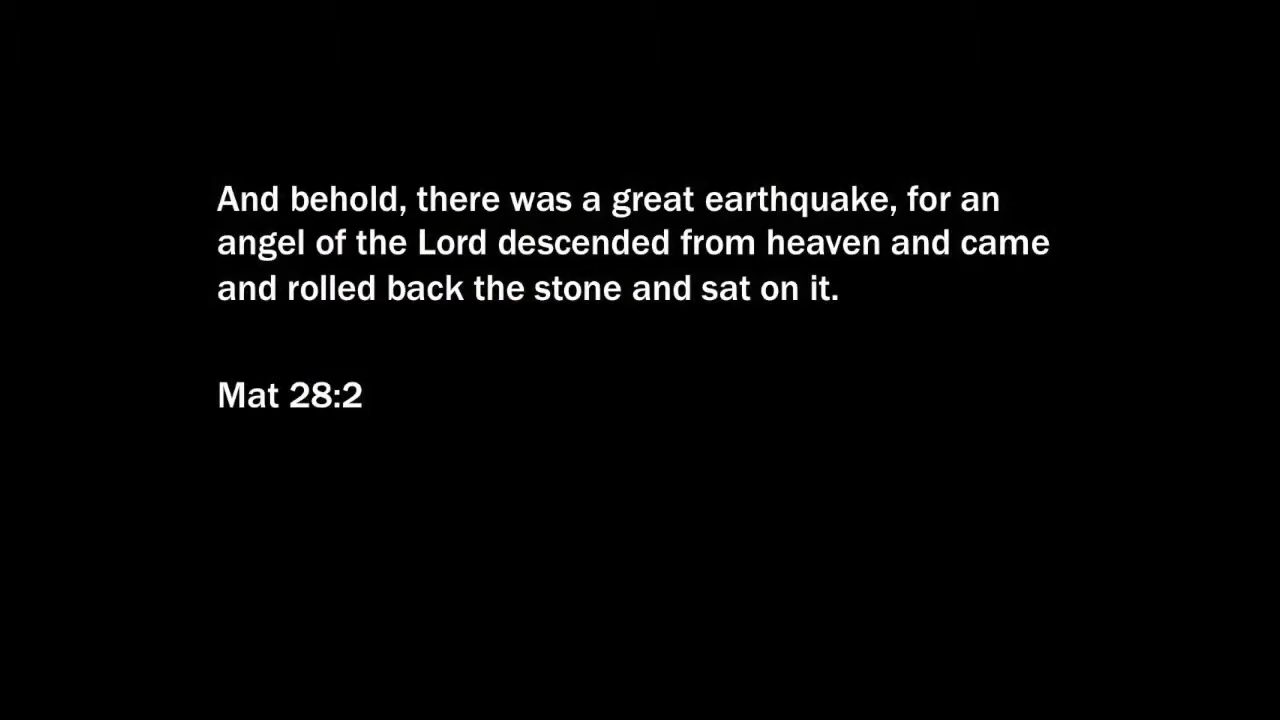 And behold, there was a great earthquake, for an
angel of the Lord descended from heaven and came
and rolled back the stone and sat on it.
Mat 28:2